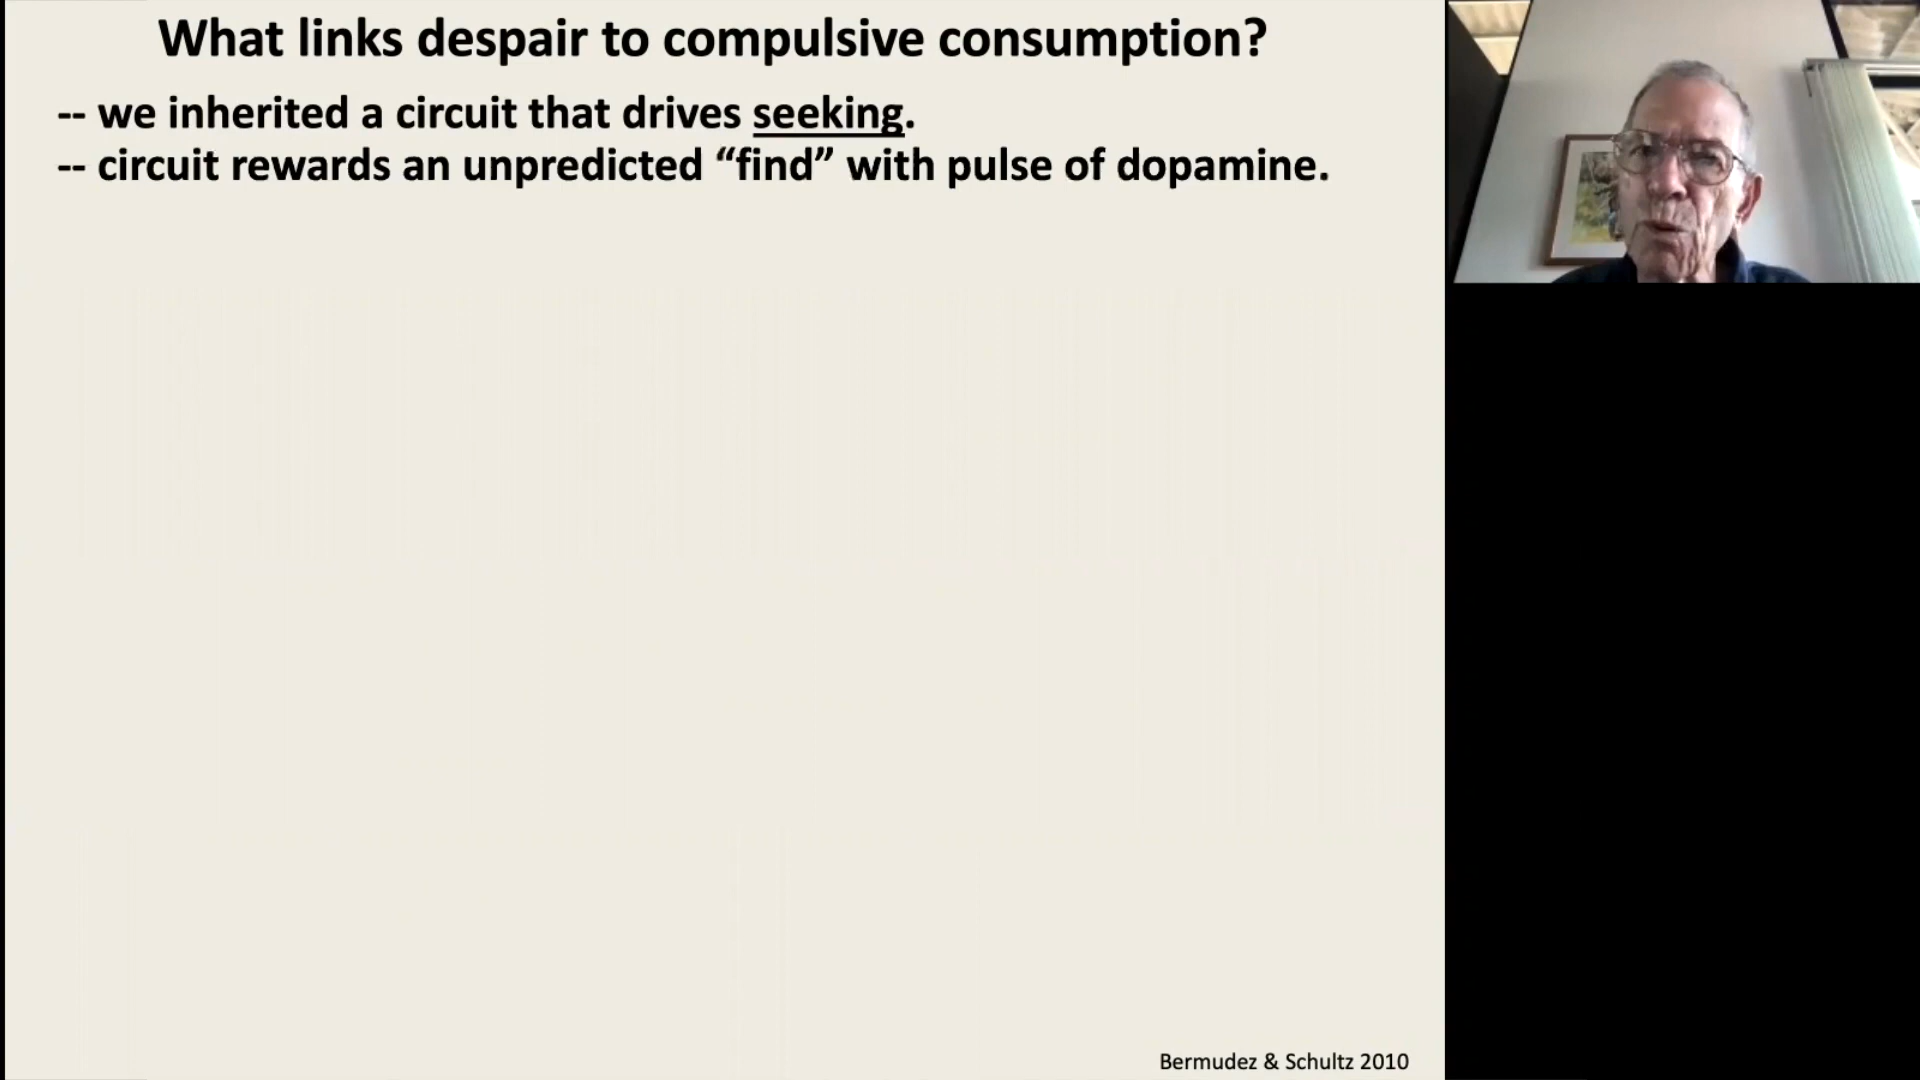 What links despair to compulsive consumption?
-- we inherited a circuit that drives seeking.
-- circuit rewards an unpredicted “find” with pulse of dopamine.
Bermudez & Schultz 2010